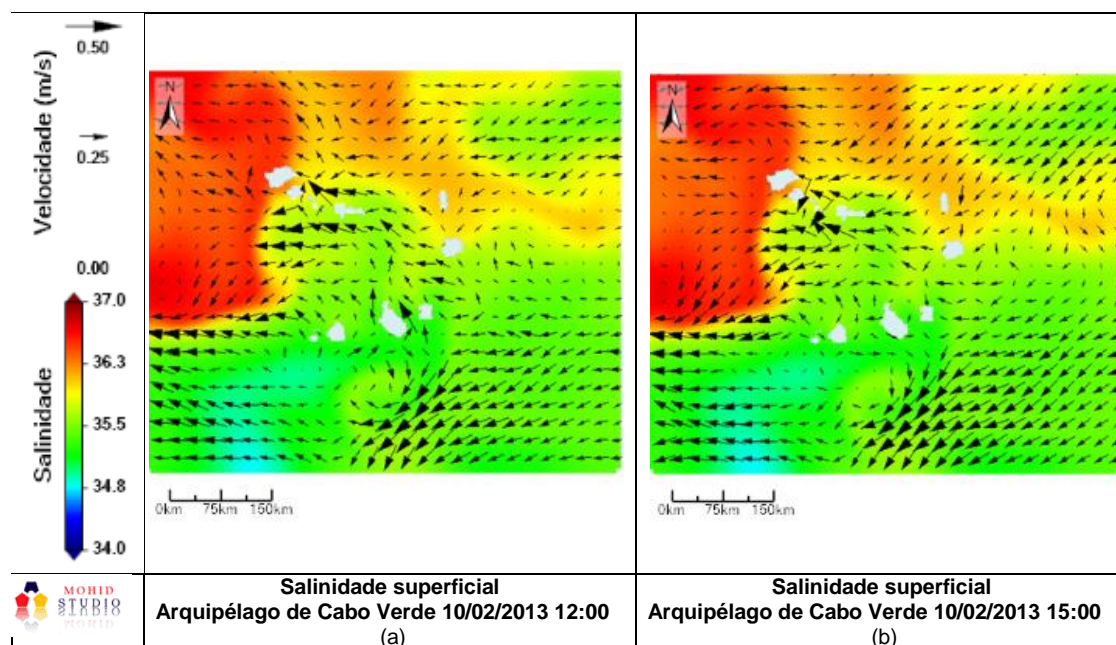 Velocidade (m/s)
0.50
0.25
0.00
Salinidade
37.0
36.3
35.5
34.8
34.0
N
0km 75km 150km
N
0km 75km 150km
MOHID
STUDIO
Salinidade superficial
Arquipélago de Cabo Verde 10/02/2013 12:00
(a)
Salinidade superficial
Arquipélago de Cabo Verde 10/02/2013 15:00
(b)